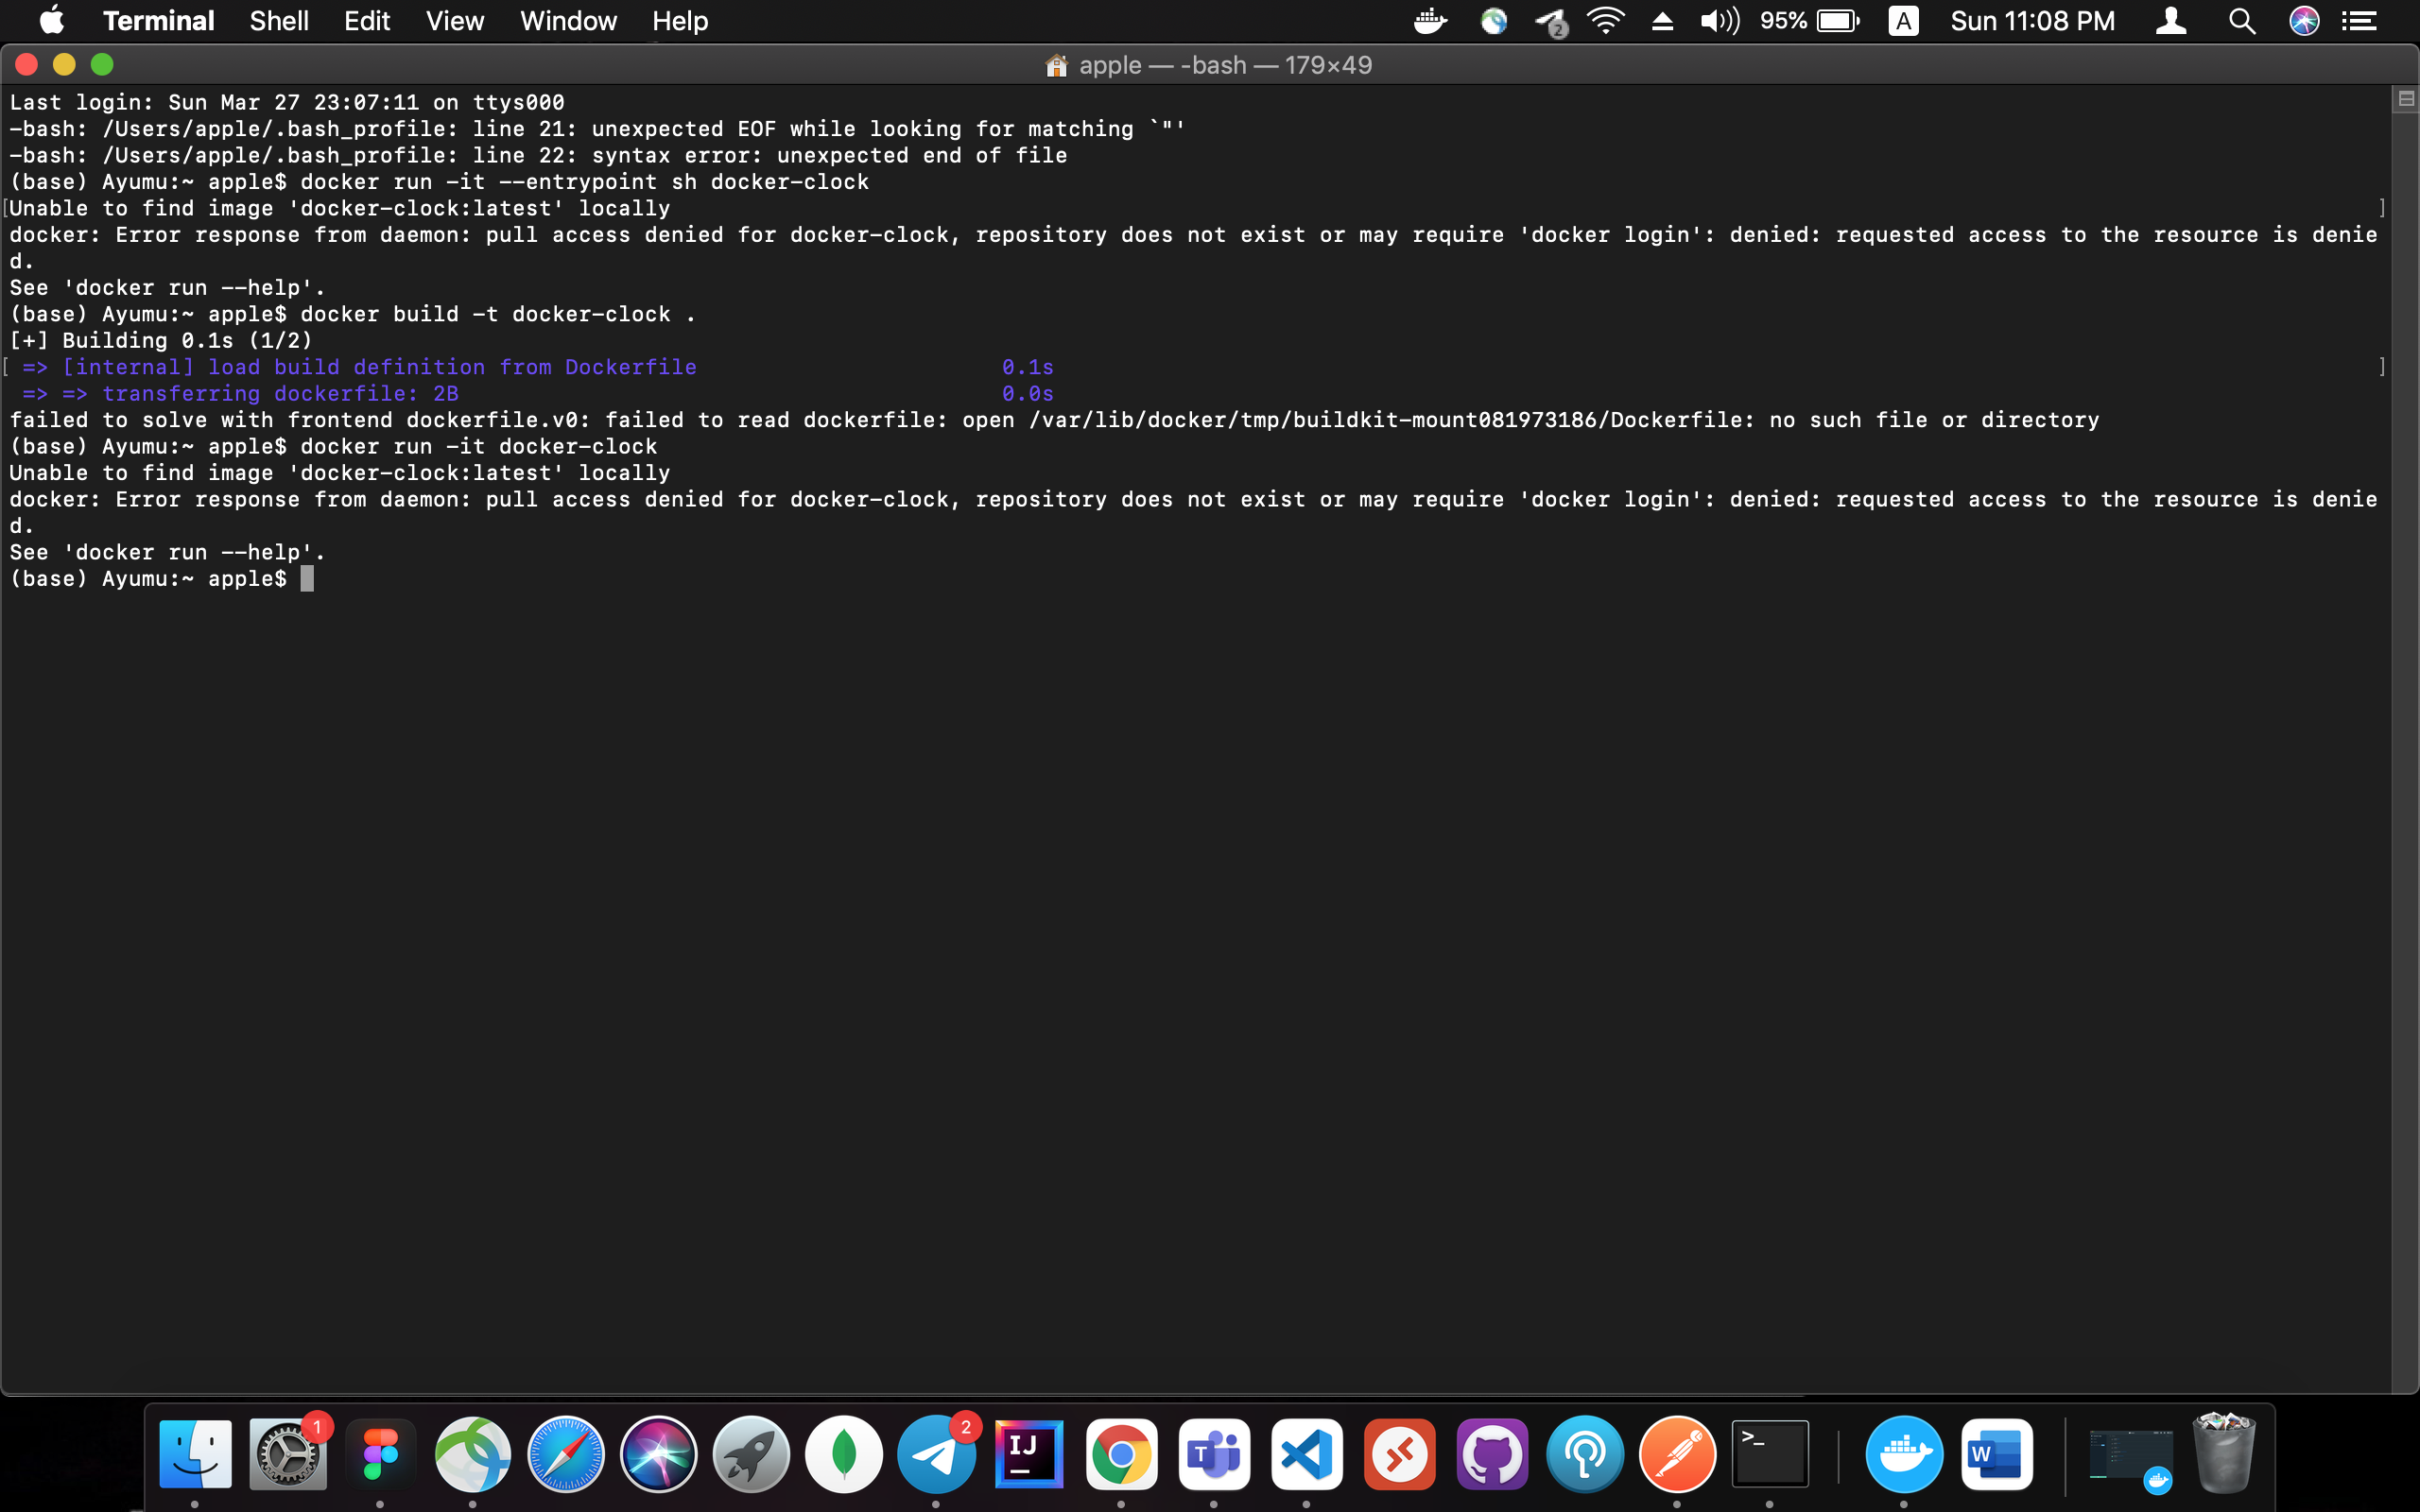 Terminal Shell Edit View Window Help 2 95% A Sun 11:08 PM
apple — -bash — 179×49
Last login: Sun Mar 27 23:07:11 on ttys000
-bash: /Users/apple/.bash_profile: line 21: unexpected EOF while looking for matching `"'
-bash: /Users/apple/.bash_profile: line 22: syntax error: unexpected end of file
(base) Ayumu:~ apple$ docker run -it --entrypoint sh docker-clock
[Unable to find image 'docker-clock:latest' locally ]
docker: Error response from daemon: pull access denied for docker-clock, repository does not exist or may require 'docker login': denied: requested access to the resource is denie
d.
See 'docker run --help'.
(base) Ayumu:~ apple$ docker build -t docker-clock .
[+] Building 0.1s (1/2)
[ => [internal] load build definition from Dockerfile 0.1s ]
=> => transferring dockerfile: 2B 0.0s
failed to solve with frontend dockerfile.v0: failed to read dockerfile: open /var/lib/docker/tmp/buildkit-mount081973186/Dockerfile: no such file or directory
(base) Ayumu:~ apple$ docker run -it docker-clock
Unable to find image 'docker-clock:latest' locally
docker: Error response from daemon: pull access denied for docker-clock, repository does not exist or may require 'docker login': denied: requested access to the resource is denie
d.
See 'docker run --help'.
(base) Ayumu:~ apple$
1 2 IJ T >_ W